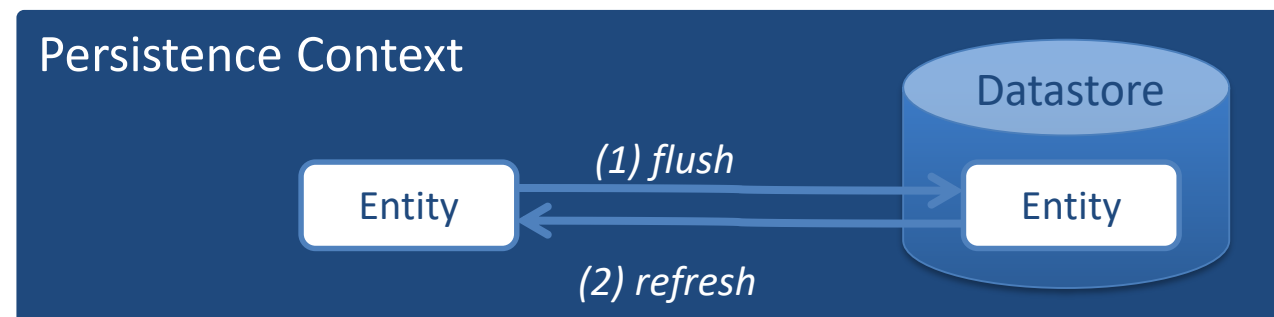 Persistence Context
Datastore
(1) flush
Entity
Entity
(2) refresh